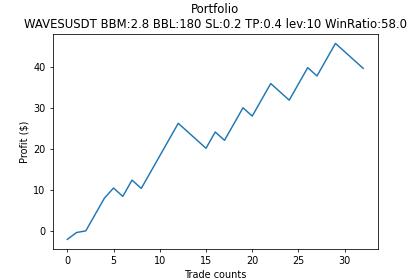 Portfolio
WAVESUSDT BBM:2.8 BBL:180 SL:0.2 TP:0.4 lev:10 WinRatio:58.0
40
30
20
10
0
Profit ($)
0 5 10 15 20 25 30
Trade counts